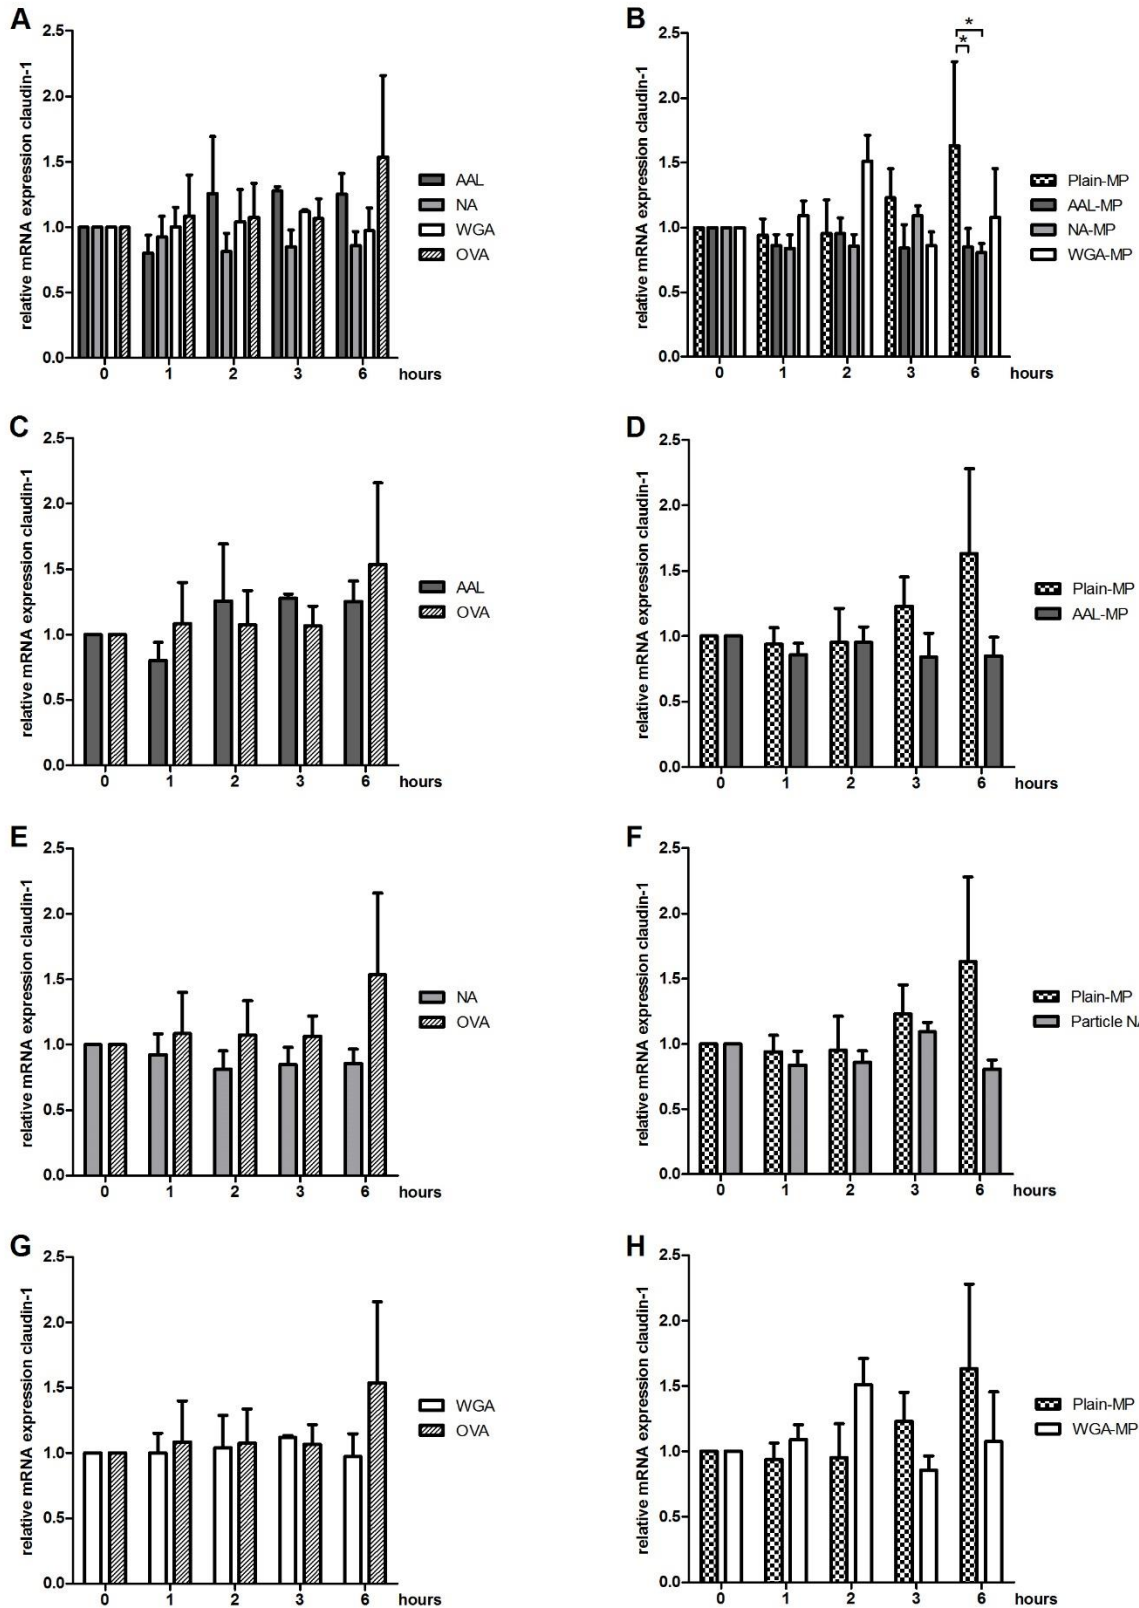 A
relative mRNA expression claudin-1
2.5
2.0
1.5
1.0
0.5
0.0
0 1 2 3 6 hours
AAL
NA
WGA
OVA
B
relative mRNA expression claudin-1
2.5
2.0
1.5
1.0
0.5
0.0
0 1 2 3 6 hours
*
*
Plain-MP
AAL-MP
NA-MP
WGA-MP
C
relative mRNA expression claudin-1
2.5
2.0
1.5
1.0
0.5
0.0
0 1 2 3 6 hours
AAL
OVA
D
relative mRNA expression claudin-1
2.5
2.0
1.5
1.0
0.5
0.0
0 1 2 3 6 hours
Plain-MP
AAL-MP
E
relative mRNA expression claudin-1
2.5
2.0
1.5
1.0
0.5
0.0
0 1 2 3 6 hours
NA
OVA
F
relative mRNA expression claudin-1
2.5
2.0
1.5
1.0
0.5
0.0
0 1 2 3 6 hours
Plain-MP
Particle NA
G
relative mRNA expression claudin-1
2.5
2.0
1.5
1.0
0.5
0.0
0 1 2 3 6 hours
WGA
OVA
H
relative mRNA expression claudin-1
2.5
2.0
1.5
1.0
0.5
0.0
0 1 2 3 6 hours
Plain-MP
WGA-MP